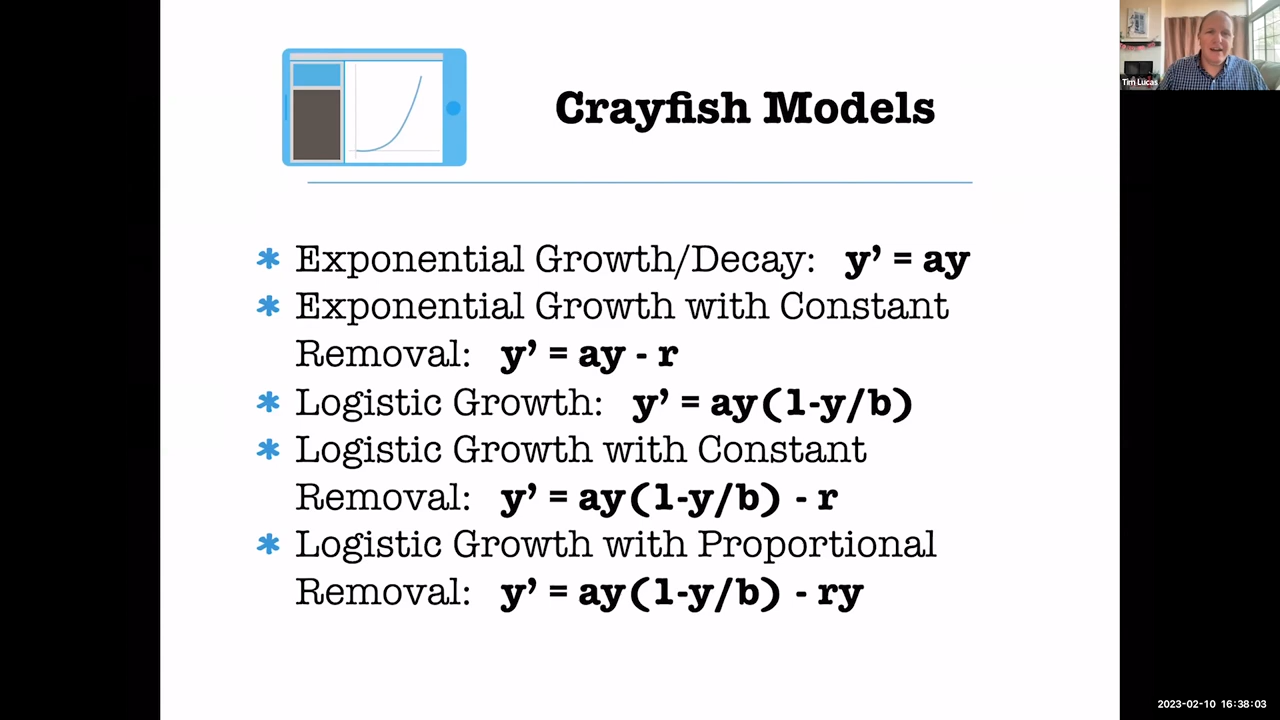 Crayfish Models
* Exponential Growth/Decay: y’ = ay
* Exponential Growth with Constant
Removal: y’ = ay - r
* Logistic Growth: y’ = ay(1-y/b)
* Logistic Growth with Constant
Removal: y’ = ay(1-y/b) - r
* Logistic Growth with Proportional
Removal: y’ = ay(1-y/b) - ry
Tim Lucas
2023-02-10 16:38:03